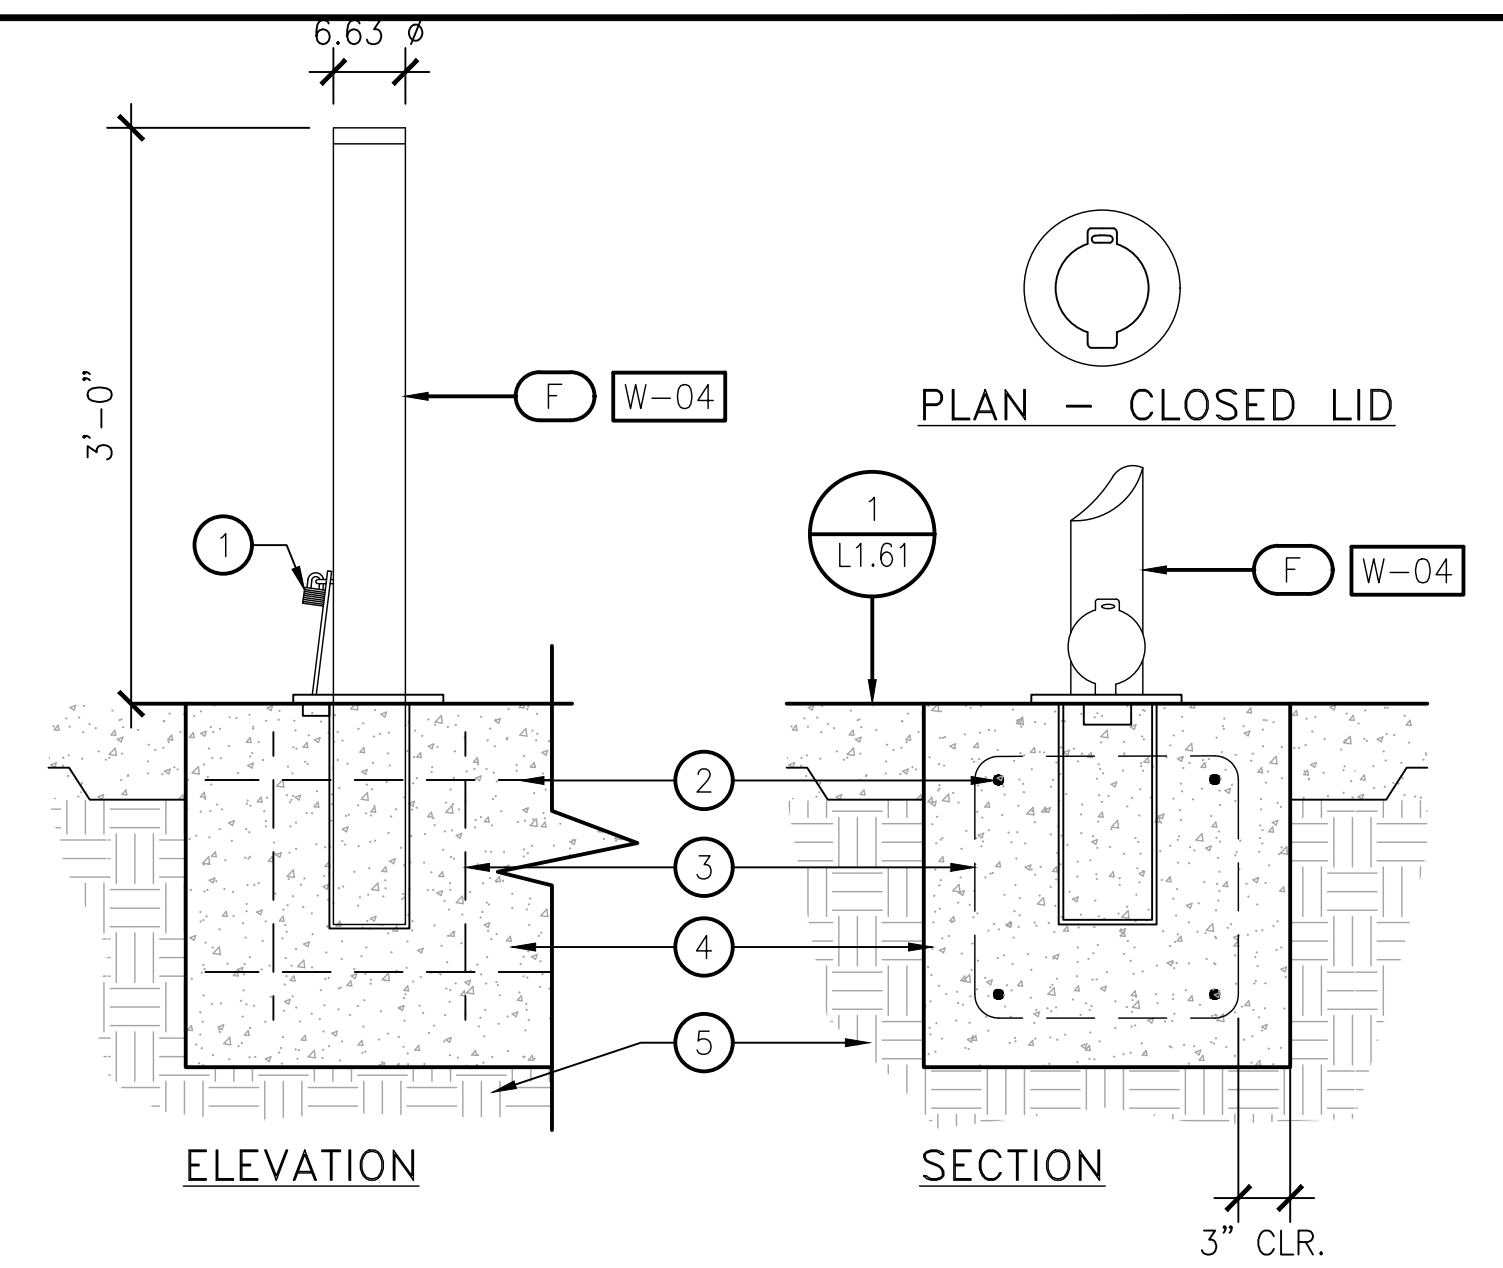 6.63 ø
3'-0"
F
W-04
1
PLAN - CLOSED LID
1
L1.61
F
W-04
2
3
4
5
ELEVATION
SECTION
3" CLR.